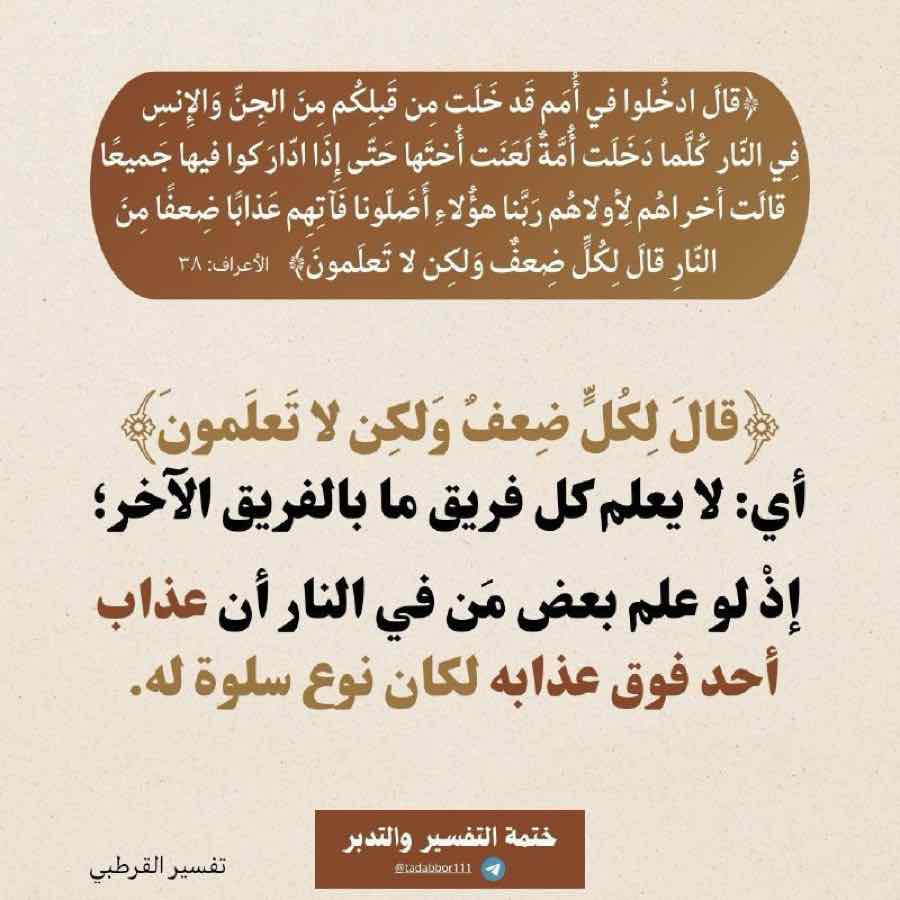 ﴿قالَ ادخُلوا في أُمَمٍ قَد خَلَت مِن قَبلِكُم مِنَ الجِنِّ وَالإِنسِ
فِي النّارِ كُلَّما دَخَلَت أُمَّةٌ لَعَنَت أُختَها حَتّى إِذَا ادّارَكوا فيها جَميعًا
قالَت أُخراهُم لِأولاهُم رَبَّنا هؤُلاءِ أَضَلّونا فَآتِهِم عَذابًا ضِعفًا مِنَ
النّارِ قالَ لِكُلٍّ ضِعفٌ وَلكِن لا تَعلَمونَ﴾ الأعراف: ٣٨
﴿قالَ لِكُلٍّ ضِعفٌ وَلكِن لا تَعلَمونَ﴾
أي: لا يعلم كل فريق ما بالفريق الآخر؛
إذْ لو علم بعض مَن في النار أن عذاب
أحد فوق عذابه لكان نوع سلوة له.
ختمة التفسير والتدبر
@tadabbor111
تفسير القرطبي